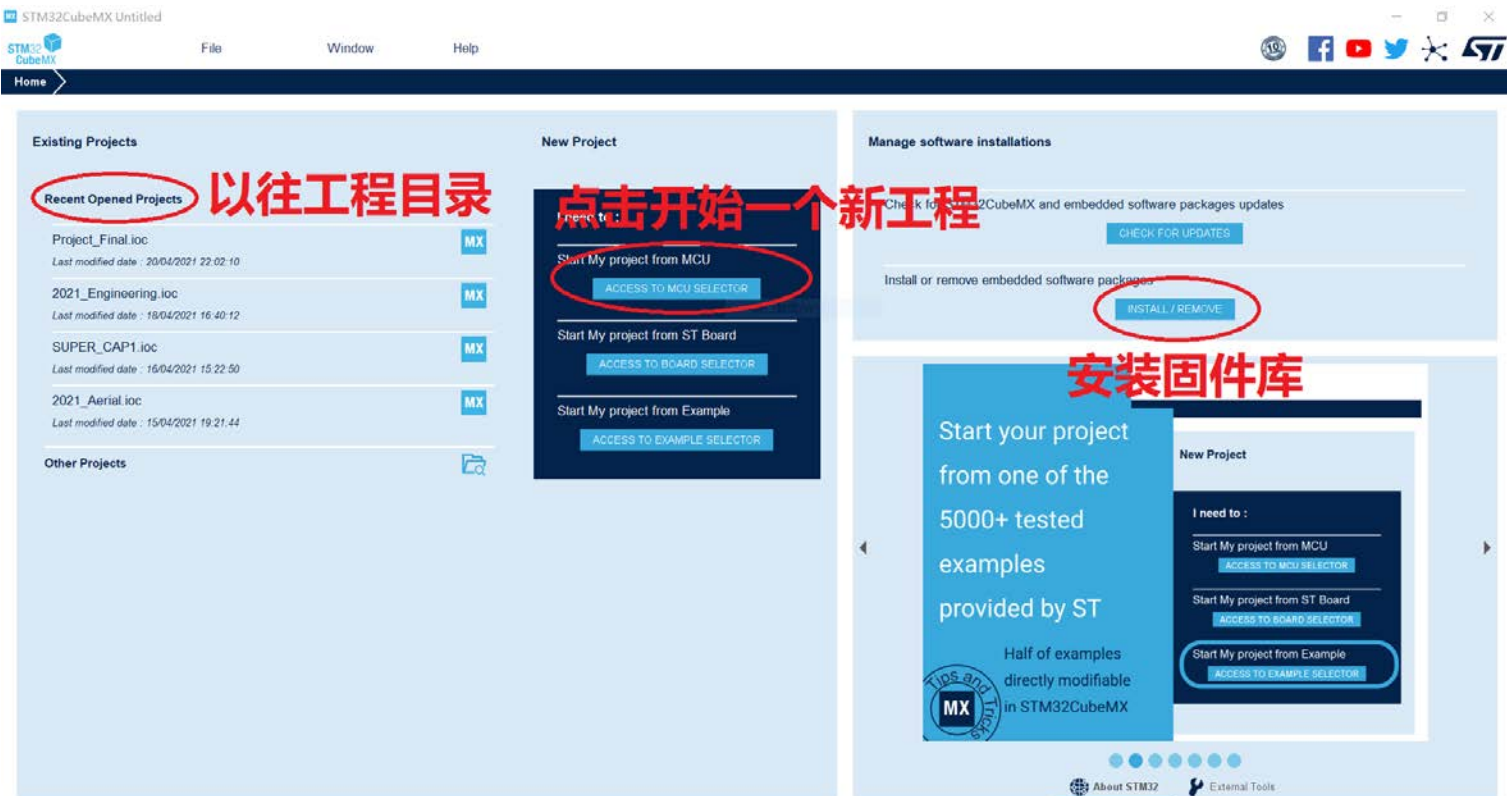 STM32CubeMX Untitled
STM32
CubeMX
File
Window
Help
10
Home
Existing Projects
Recent Opened Projects
以往工程目录
Project_Final.ioc
MX
Last modified date : 20/04/2021 22:02:10
2021_Engineering.ioc
MX
Last modified date : 18/04/2021 16:40:12
SUPER_CAP1.ioc
MX
Last modified date : 16/04/2021 15:22:50
2021_Aerial.ioc
MX
Last modified date : 15/04/2021 19:21:44
Other Projects
New Project
点击开始一个新工程
I need to :
Start My project from MCU
ACCESS TO MCU SELECTOR
Start My project from ST Board
ACCESS TO BOARD SELECTOR
Start My project from Example
ACCESS TO EXAMPLE SELECTOR
Manage software installations
Check for STM32CubeMX and embedded software packages updates
CHECK FOR UPDATES
Install or remove embedded software packages
INSTALL / REMOVE
安装固件库
Start your project
from one of the
5000+ tested
examples
provided by ST
Half of examples
directly modifiable
in STM32CubeMX
Tips and Tricks
MX
New Project
I need to :
Start My project from MCU
ACCESS TO MCU SELECTOR
Start My project from ST Board
ACCESS TO BOARD SELECTOR
Start My project from Example
ACCESS TO EXAMPLE SELECTOR
About STM32
External Tools